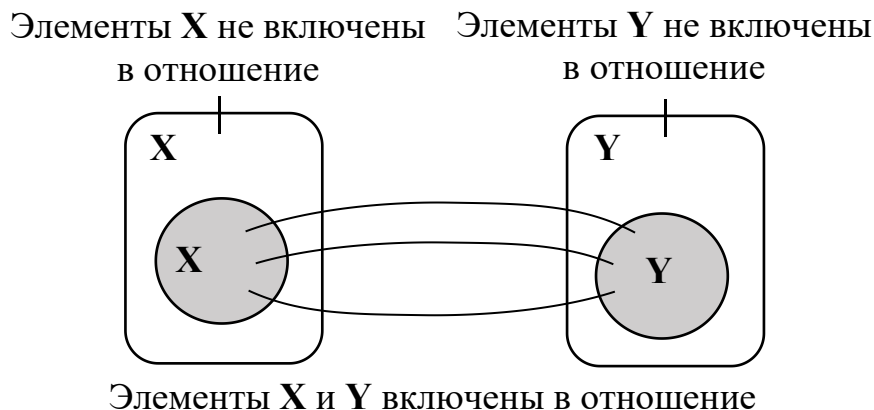 Элементы X не включены
в отношение
Элементы Y не включены
в отношение
X
Y
X
Y
Элементы X и Y включены в отношение